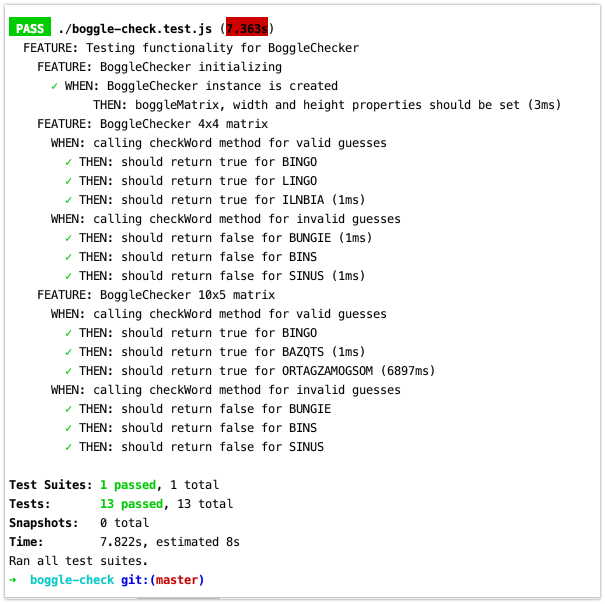 PASS ./boggle-check.test.js (7.363s)
FEATURE: Testing functionality for BoggleChecker
FEATURE: BoggleChecker initializing
✓ WHEN: BoggleChecker instance is created
THEN: boggleMatrix, width and height properties should be set (3ms)
FEATURE: BoggleChecker 4x4 matrix
WHEN: calling checkWord method for valid guesses
✓ THEN: should return true for BINGO
✓ THEN: should return true for LINGO
✓ THEN: should return true for ILNBIA (1ms)
WHEN: calling checkWord method for invalid guesses
✓ THEN: should return false for BUNGIE (1ms)
✓ THEN: should return false for BINS
✓ THEN: should return false for SINUS (1ms)
FEATURE: BoggleChecker 10x5 matrix
WHEN: calling checkWord method for valid guesses
✓ THEN: should return true for BINGO
✓ THEN: should return true for BAZQTS (1ms)
✓ THEN: should return true for ORTAGZAMOGSOM (6897ms)
WHEN: calling checkWord method for invalid guesses
✓ THEN: should return false for BUNGIE
✓ THEN: should return false for BINS
✓ THEN: should return false for SINUS
Test Suites: 1 passed, 1 total
Tests: 13 passed, 13 total
Snapshots: 0 total
Time: 7.822s, estimated 8s
Ran all test suites.
➜ boggle-check git:(master)